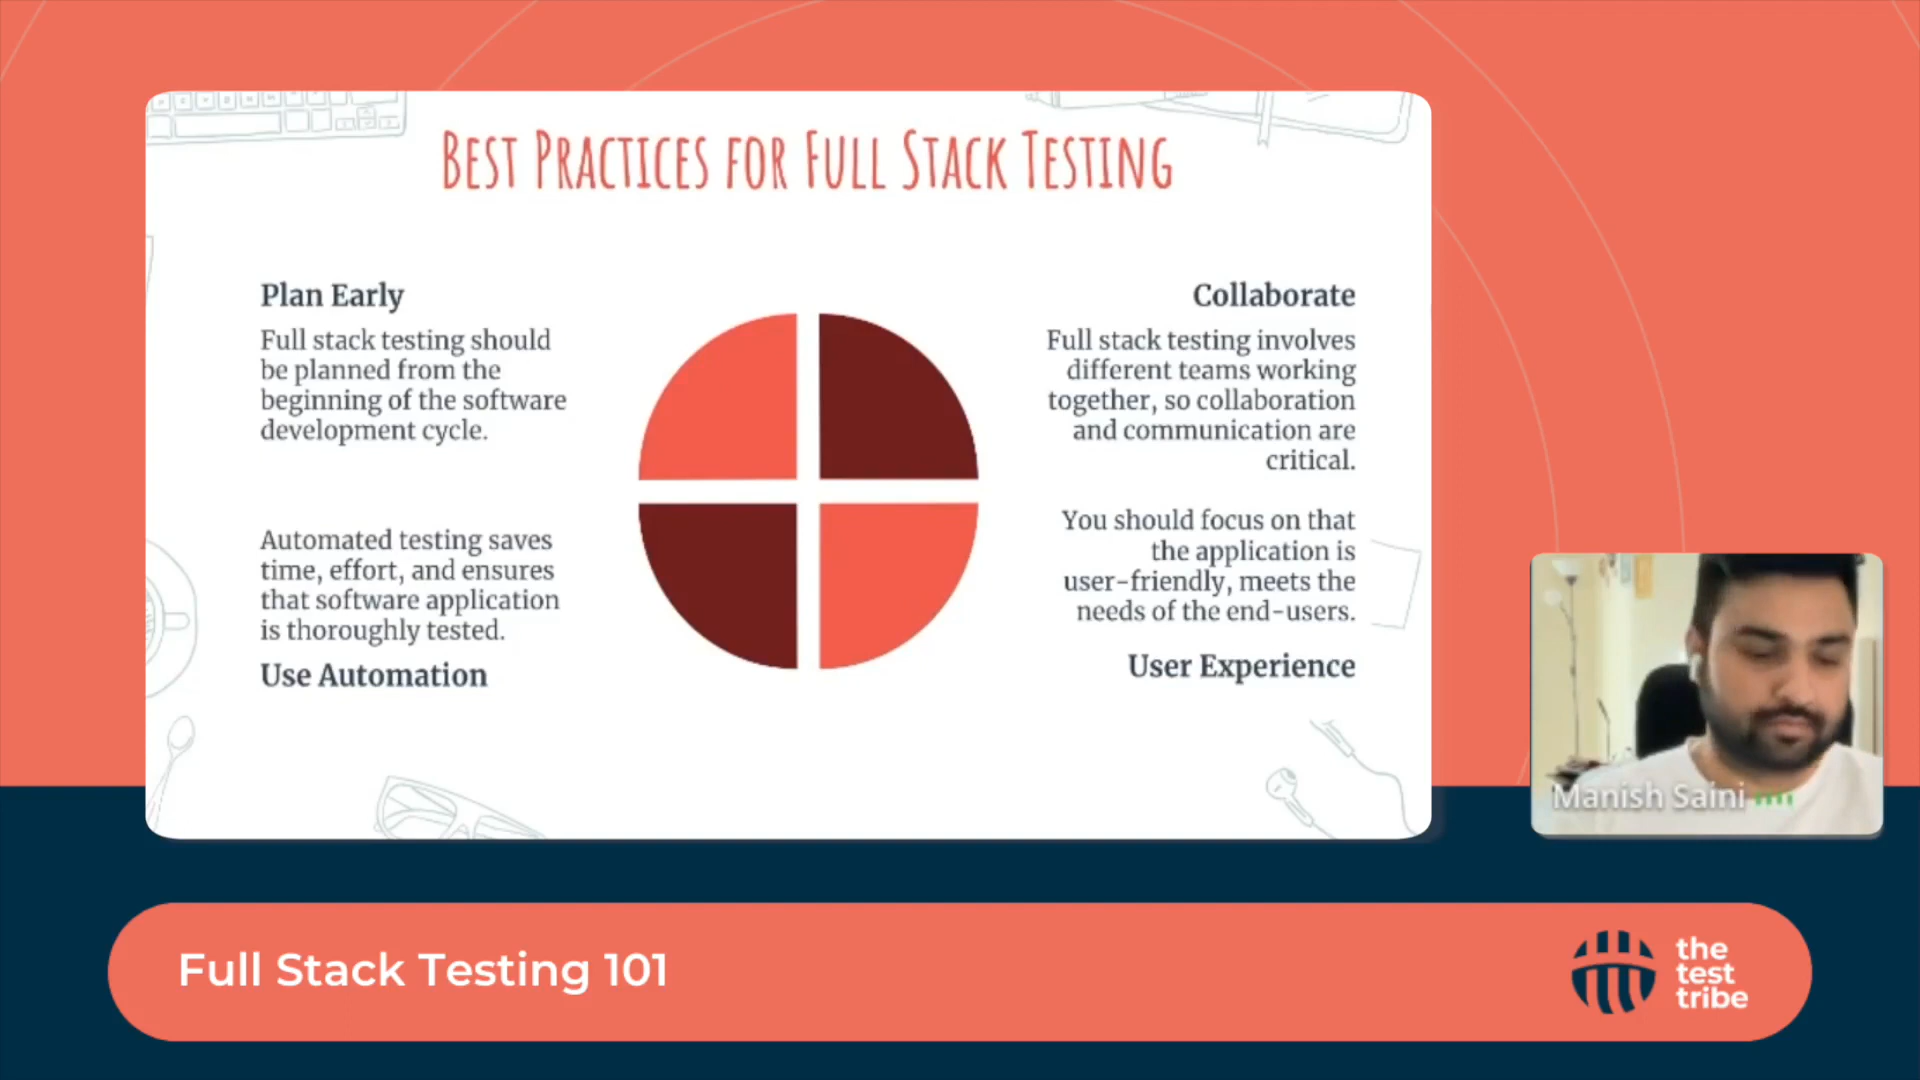 BEST PRACTICES FOR FULL STACK TESTING
Plan Early
Full stack testing should
be planned from the
beginning of the software
development cycle.
Collaborate
Full stack testing involves
different teams working
together, so collaboration
and communication are
critical.
Automated testing saves
time, effort, and ensures
that software application
is thoroughly tested.
Use Automation
You should focus on that
the application is
user-friendly, meets the
needs of the end-users.
User Experience
Manish Saini
Full Stack Testing 101
the
test
tribe